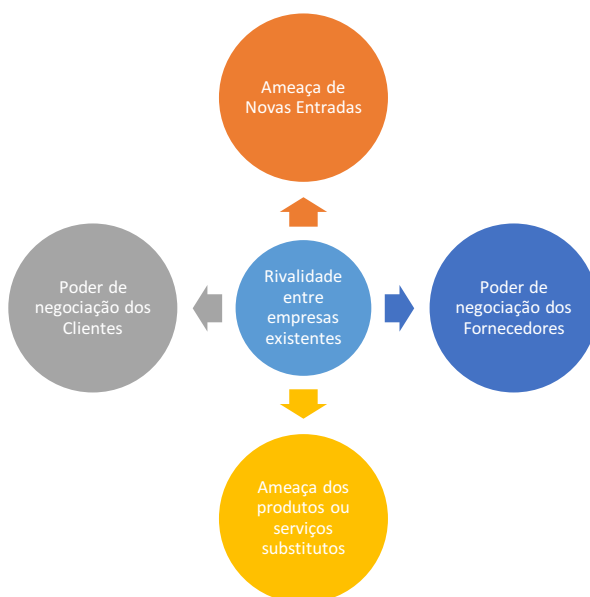 Ameaça de
Novas Entradas
Poder de
negociação dos
Clientes
Rivalidade
entre
empresas
existentes
Poder de
negociação dos
Fornecedores
Ameaça dos
produtos ou
serviços
substitutos